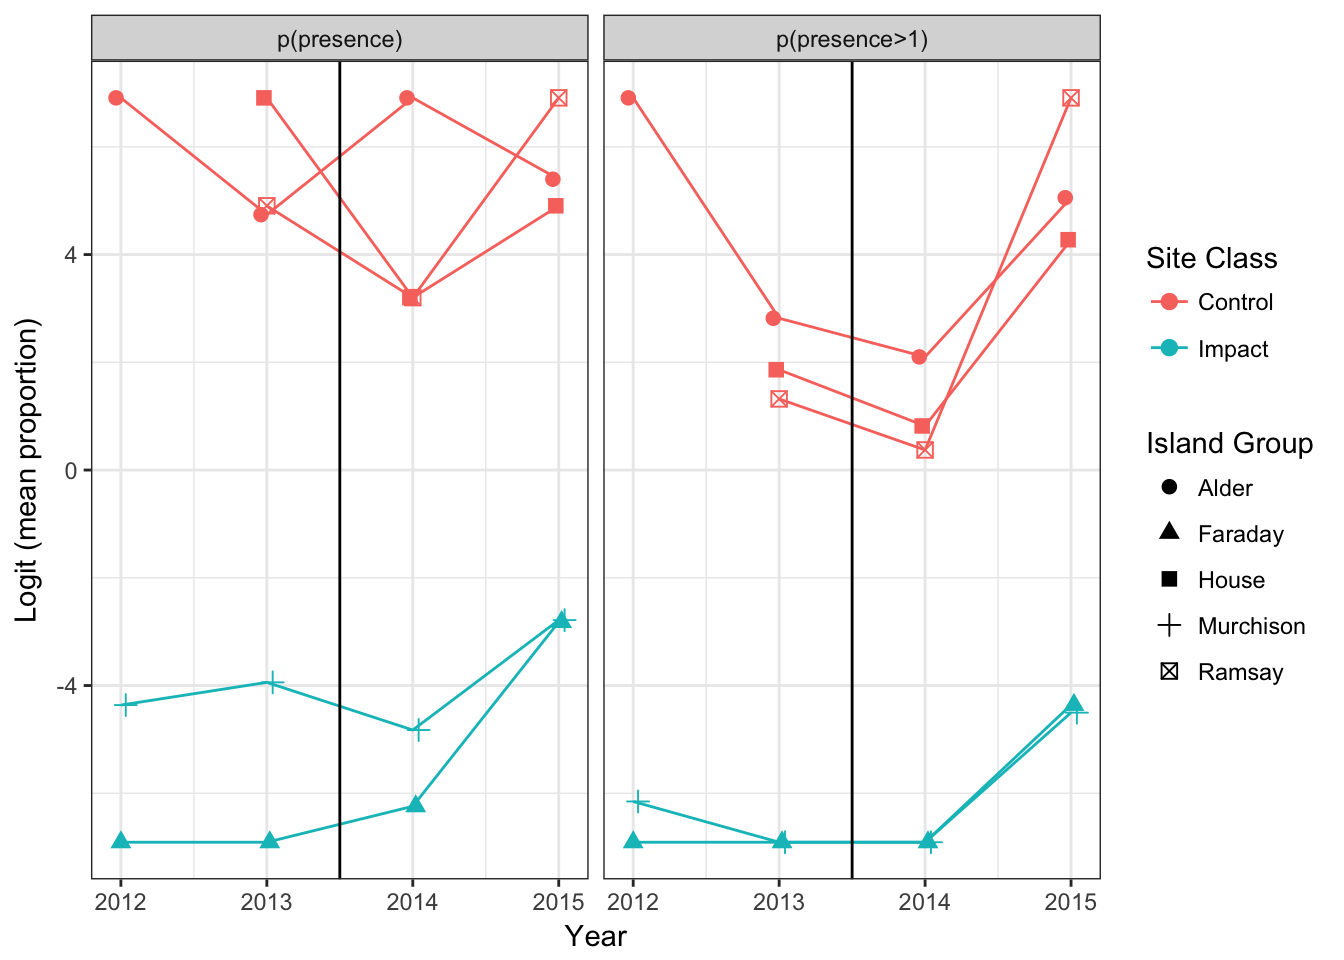 p(presence)
p(presence>1)
Logit (mean proportion)
4
0
-4
2012
2013
2014
2015
2012
2013
2014
2015
Year
Site Class
Control
Impact
Island Group
Alder
Faraday
House
Murchison
Ramsay